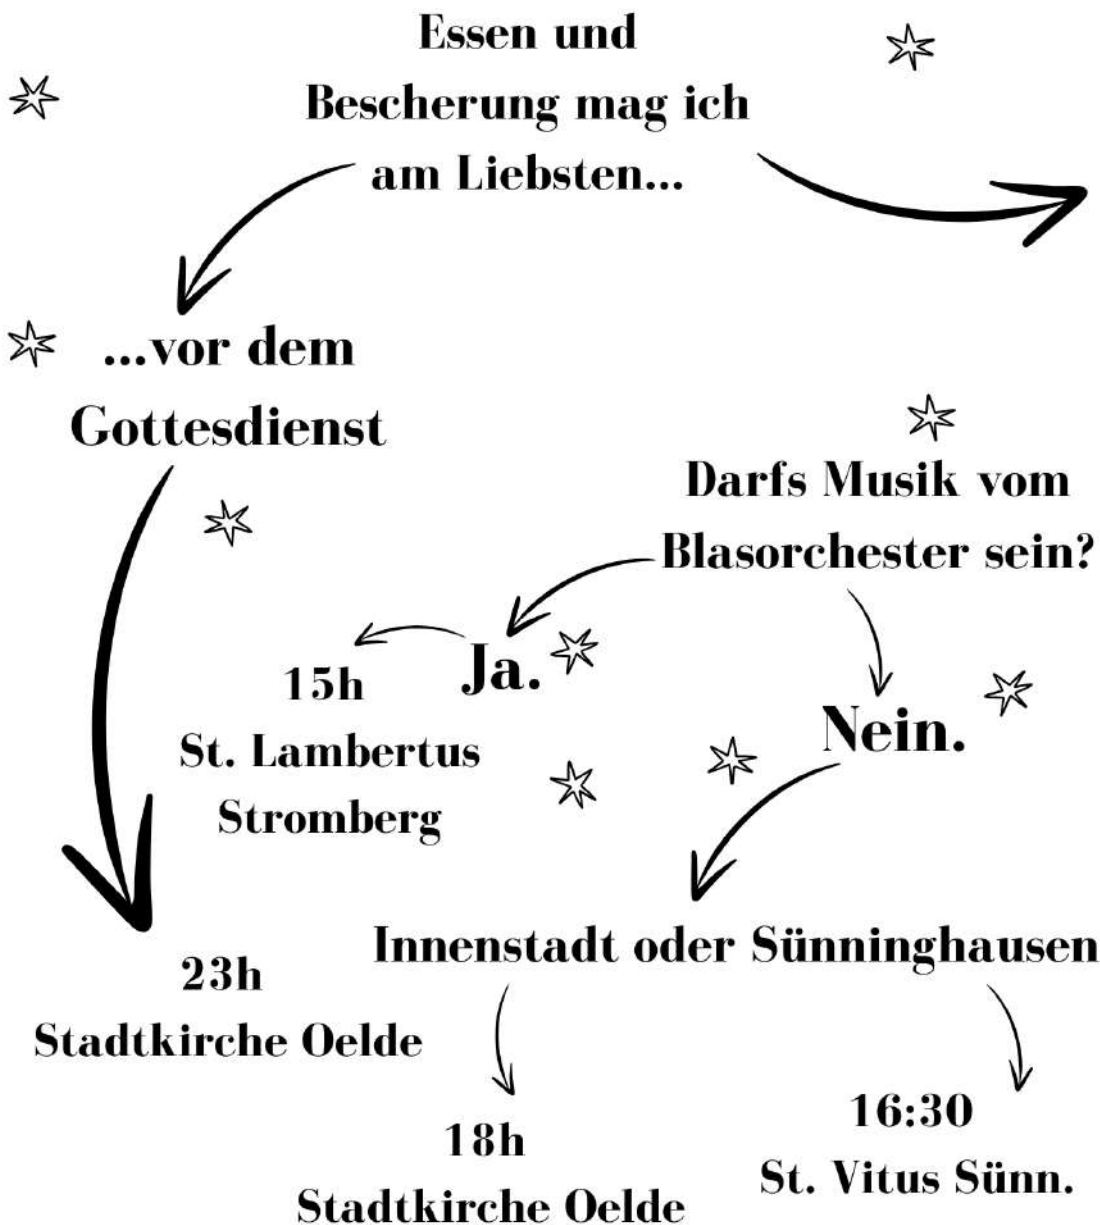 Essen und
Bescherung mag ich
am Liebsten...
...vor dem
Gottesdienst
Darfs Musik vom
Blasorchester sein?
Ja.
15h
St. Lambertus
Stromberg
Nein.
Innenstadt oder Sünninghausen
23h
Stadtkirche Oelde
18h
Stadtkirche Oelde
16:30
St. Vitus Sünn.